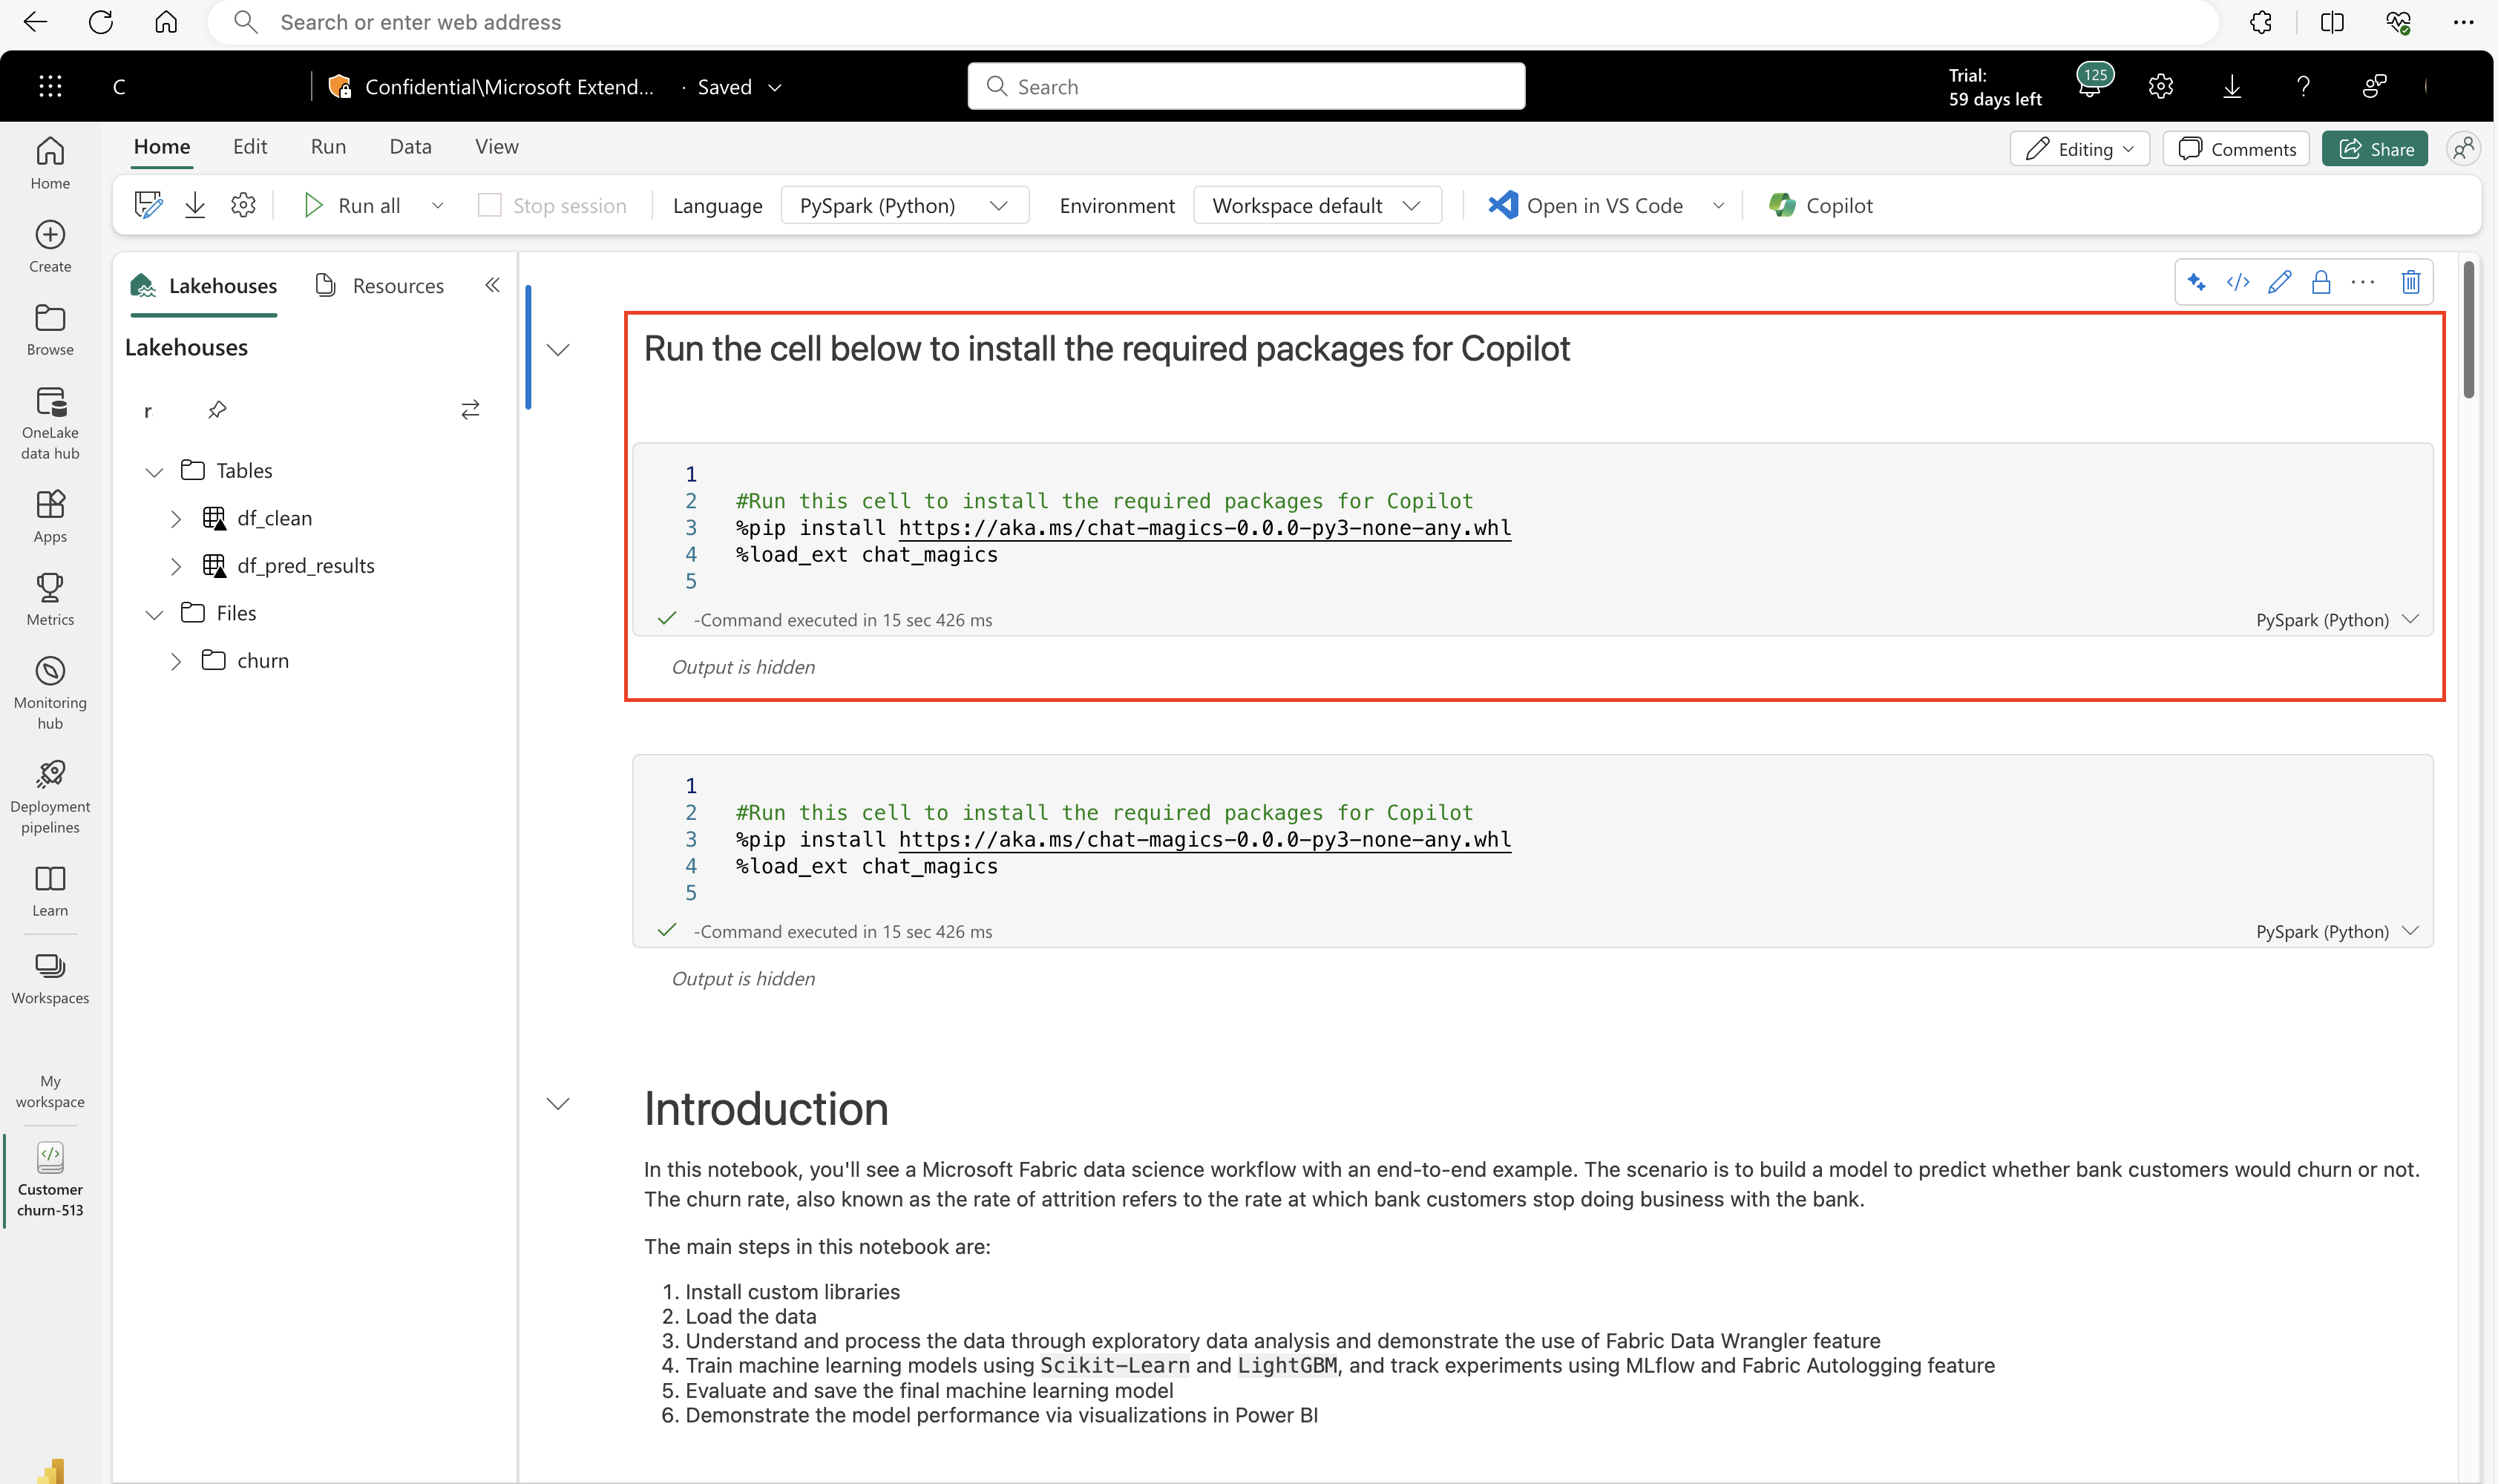 Search or enter web address
C
Confidential\Microsoft Extend... · Saved
Search
Trial:
59 days left
125
Home Edit Run Data View
Editing Comments Share
Run all Stop session Language PySpark (Python) Environment Workspace default Open in VS Code Copilot
Home
Create
Browse
OneLake
data hub
Apps
Metrics
Monitoring
hub
Deployment
pipelines
Learn
Workspaces
My
workspace
Customer
churn-513
Lakehouses Resources
Lakehouses
r
Tables
df_clean
df_pred_results
Files
churn
Run the cell below to install the required packages for Copilot
1
2 #Run this cell to install the required packages for Copilot
3 %pip install https://aka.ms/chat-magics-0.0.0-py3-none-any.whl
4 %load_ext chat_magics
5
-Command executed in 15 sec 426 ms PySpark (Python)
Output is hidden
1
2 #Run this cell to install the required packages for Copilot
3 %pip install https://aka.ms/chat-magics-0.0.0-py3-none-any.whl
4 %load_ext chat_magics
5
-Command executed in 15 sec 426 ms PySpark (Python)
Output is hidden
Introduction
In this notebook, you'll see a Microsoft Fabric data science workflow with an end-to-end example. The scenario is to build a model to predict whether bank customers would churn or not.
The churn rate, also known as the rate of attrition refers to the rate at which bank customers stop doing business with the bank.
The main steps in this notebook are:
1. Install custom libraries
2. Load the data
3. Understand and process the data through exploratory data analysis and demonstrate the use of Fabric Data Wrangler feature
4. Train machine learning models using Scikit-Learn and LightGBM, and track experiments using MLflow and Fabric Autologging feature
5. Evaluate and save the final machine learning model
6. Demonstrate the model performance via visualizations in Power BI